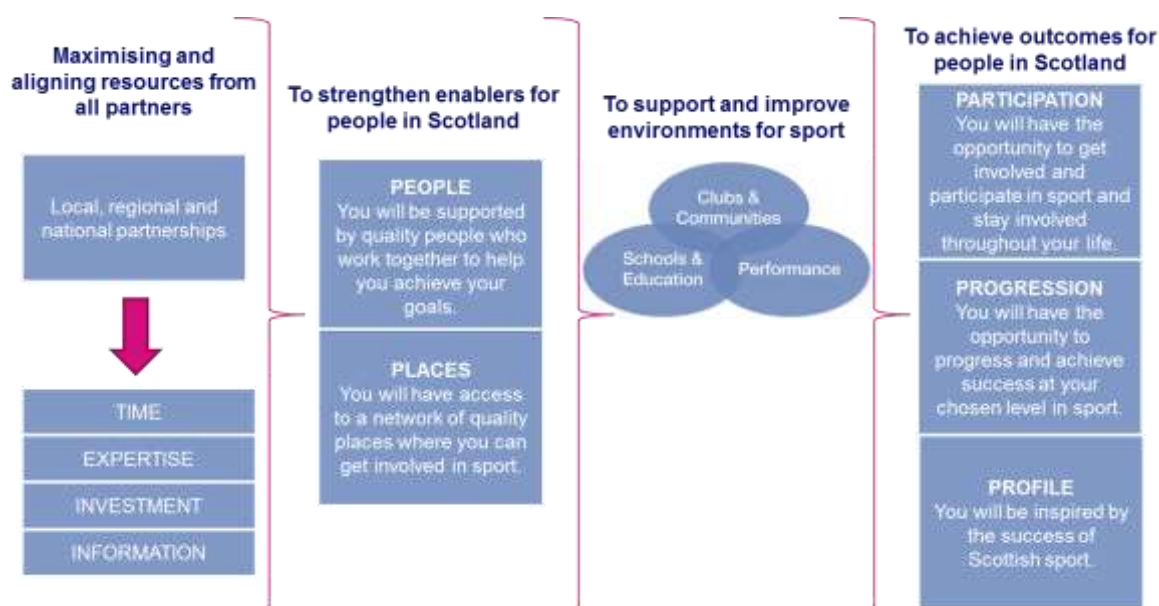 Maximising and
aligning resources from
all partners
Local, regional and
national partnerships
TIME
EXPERTISE
INVESTMENT
INFORMATION
To strengthen enablers for
people in Scotland
PEOPLE
You will be supported
by quality people who
work together to help
you achieve your
goals.
PLACES
You will have access
to a network of quality
places where you can
get involved in sport.
To support and improve
environments for sport
Clubs &
Communities
Schools &
Education
Performance
To achieve outcomes for
people in Scotland
PARTICIPATION
You will have the
opportunity to get
involved and
participate in sport and
stay involved
throughout your life.
PROGRESSION
You will have the
opportunity to
progress and achieve
success at your
chosen level in sport.
PROFILE
You will be inspired by
the success of
Scottish sport.